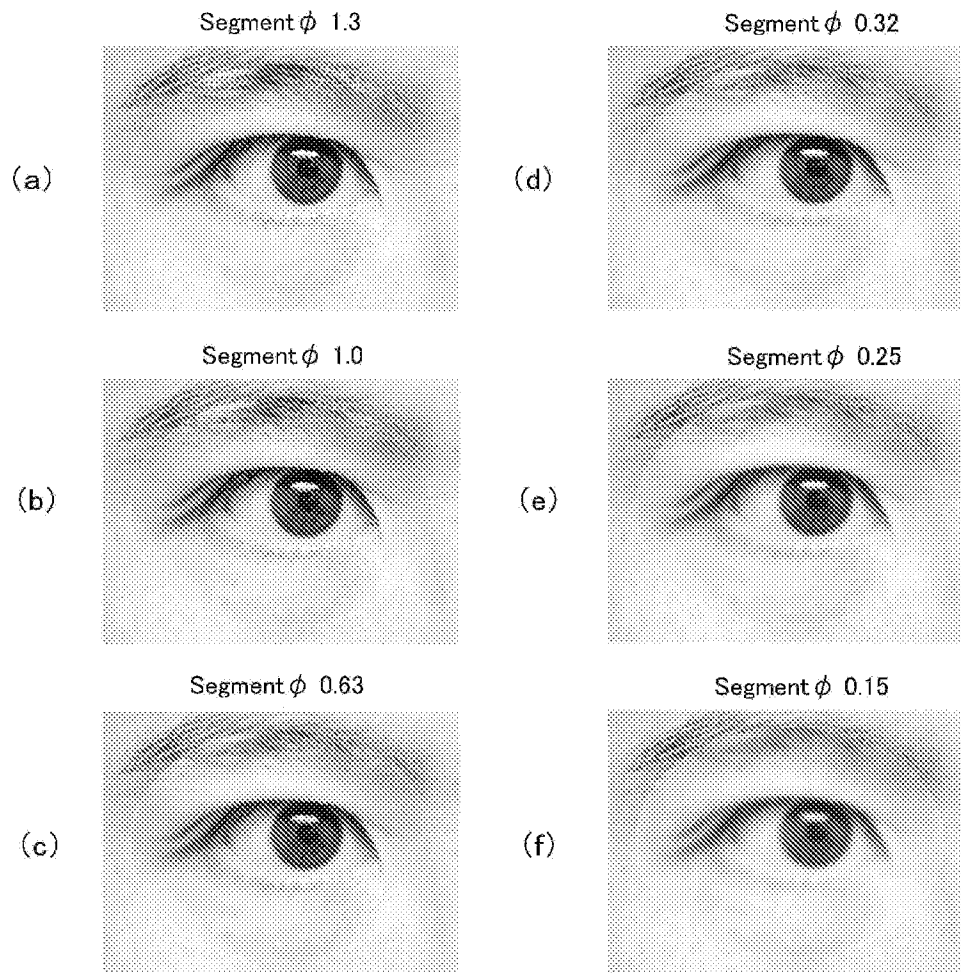 Segment ϕ 1.3
(a)
Segment ϕ 1.0
(b)
Segment ϕ 0.63
(c)
Segment ϕ 0.32
(d)
Segment ϕ 0.25
(e)
Segment ϕ 0.15
(f)